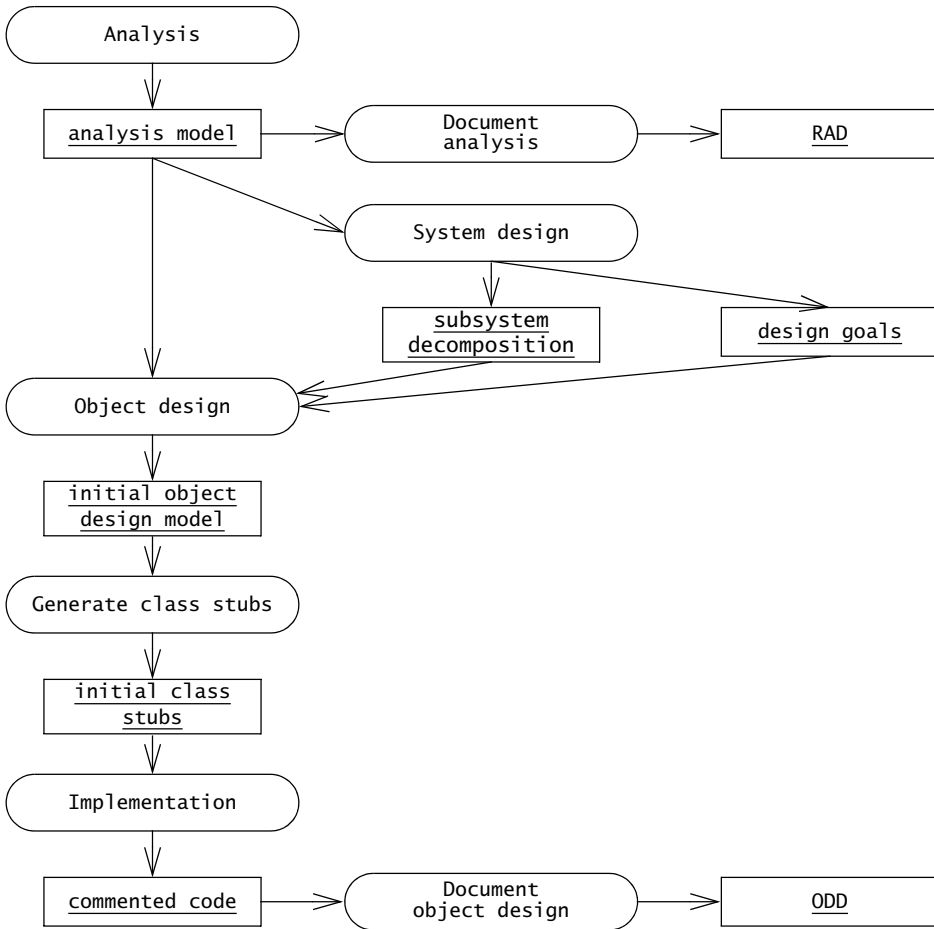 Analysis
analysis model
Document
analysis
RAD
System design
subsystem
decomposition
design goals
Object design
initial object
design model
Generate class stubs
initial class
stubs
Implementation
commented code
Document
object design
ODD